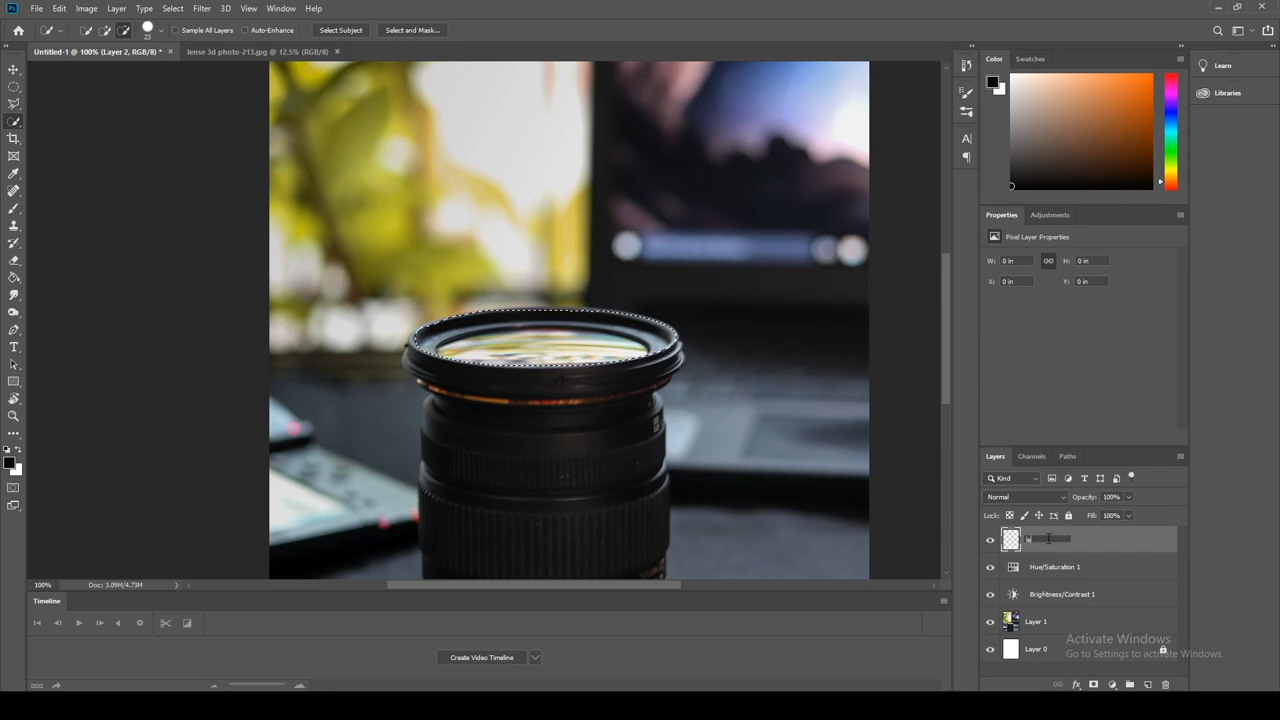 File Edit Image Layer Type Select Filter 3D View Window Help
23 Sample All Layers Auto-Enhance Select Subject Select and Mask...
Untitled-1 @ 100% (Layer 2, RGB/8) * lense 3d photo-213.jpg @ 12.5% (RGB/8)
Color Swatches
Learn
Libraries
Properties Adjustments
Pixel Layer Properties
W: 0 in H: 0 in
X: 0 in Y: 0 in
Layers Channels Paths
Kind
Normal Opacity: 100%
Lock: Fill: 100%
Hue/Saturation 1
Brightness/Contrast 1
Layer 1
Layer 0
Activate Windows
Go to Settings to activate Windows.
100% Doc: 3.09M/4.73M
Timeline
Create Video Timeline